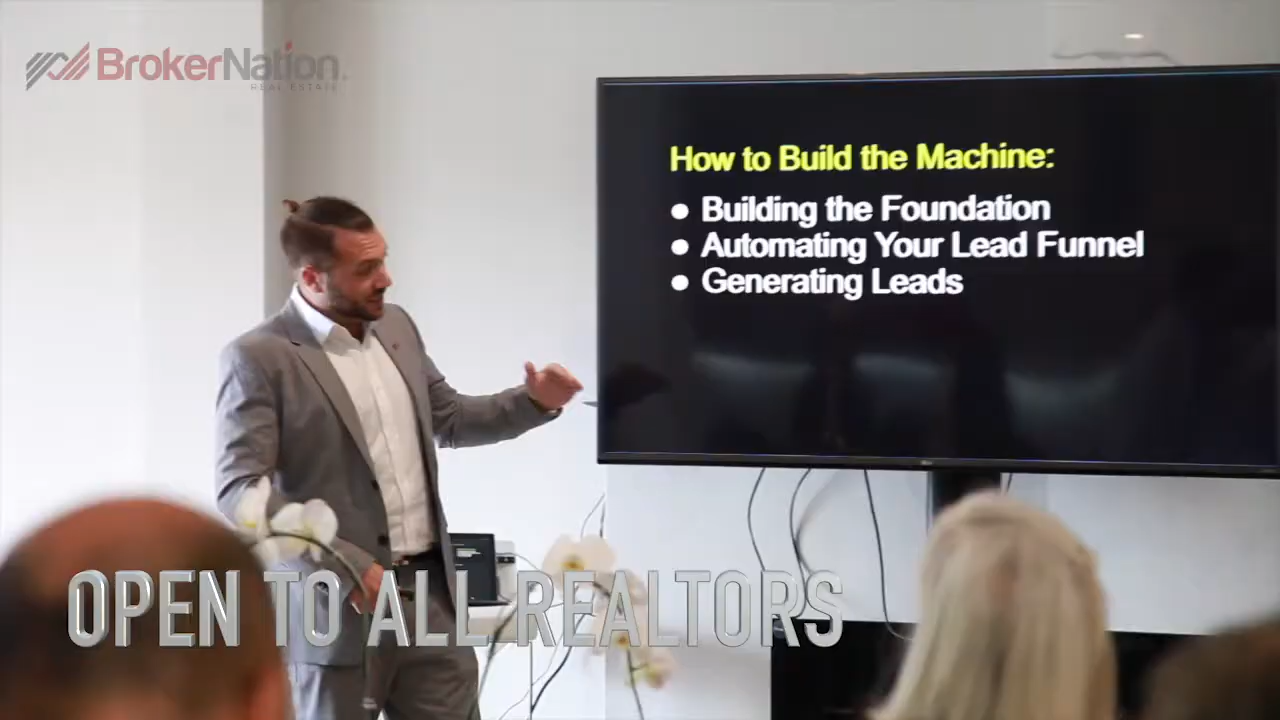 BrokerNation
REAL ESTATE
How to Build the Machine:
● Building the Foundation
● Automating Your Lead Funnel
● Generating Leads
OPEN TO ALL REALTORS